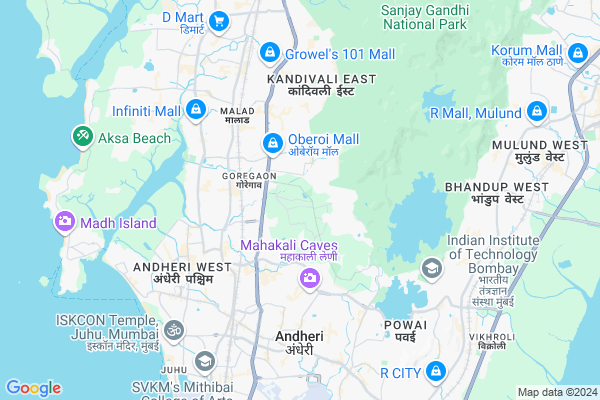 Sanjay Gandhi
National Park
D Mart
डिमार्ट
Growel's 101 Mall
Korum Mall
कोरम मॉल ठाणे
KANDIVALI EAST
कांदिवली ईस्ट
Infiniti Mall
MALAD
मालाड
R Mall, Mulund
Aksa Beach
Oberoi Mall
ओबेरॉय मॉल
MULUND WEST
मुलुंड वेस्ट
GOREGAON
गोरेगाव
BHANDUP WEST
भांडुप वेस्ट
Madh Island
Mahakali Caves
महाकाली लेणी
Indian Institute
of Technology
Bombay
भारतीय
तंत्रज्ञान
संस्था मुंबई
ANDHERI WEST
अंधेरी पश्चिम
ISKCON Temple,
Juhu, Mumbai
इस्कॉन मंदिर, मुंबई
Andheri
अंधेरी
POWAI
पवई
VIKHROLI
विक्रोली
JUHU
R CITY
SVKM's Mithibai
College of Arts
Google
Map data ©2024